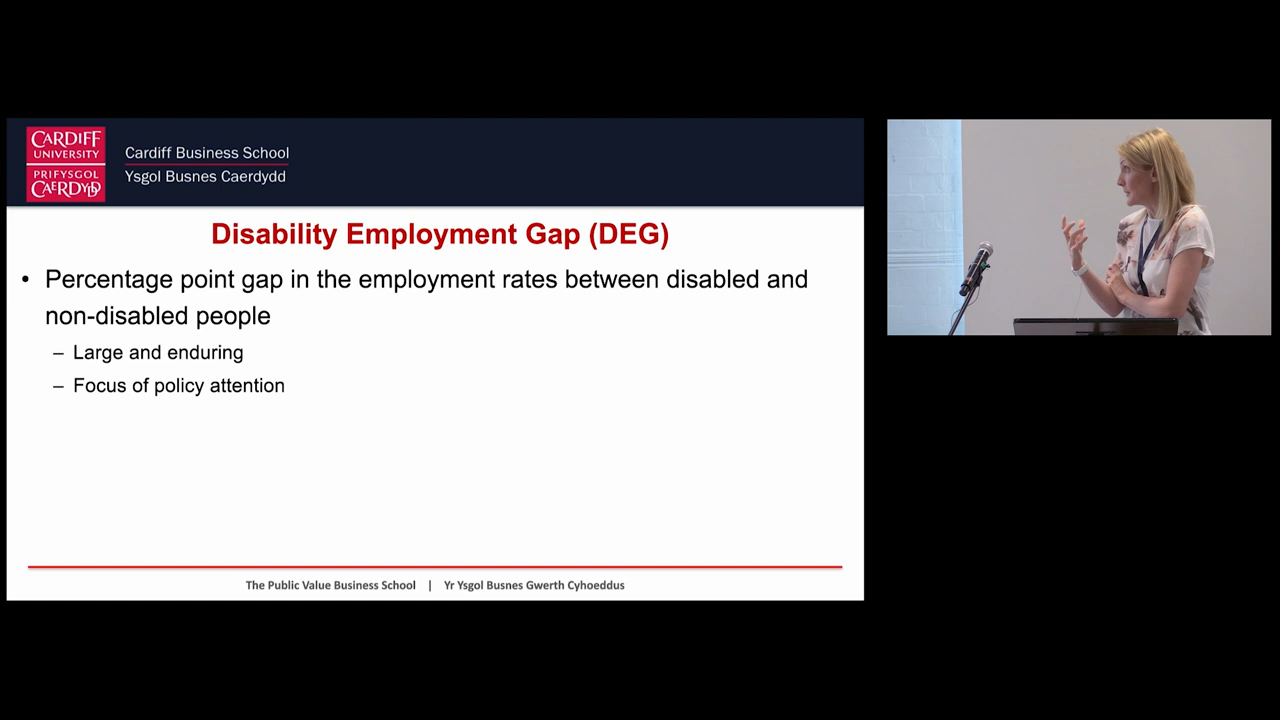 CARDIFF
UNIVERSITY
PRIFYSGOL
CAERDYDD
Cardiff Business School
Ysgol Busnes Caerdydd
Disability Employment Gap (DEG)
• Percentage point gap in the employment rates between disabled and
non-disabled people
– Large and enduring
– Focus of policy attention
The Public Value Business School | Yr Ysgol Busnes Gwerth Cyhoeddus